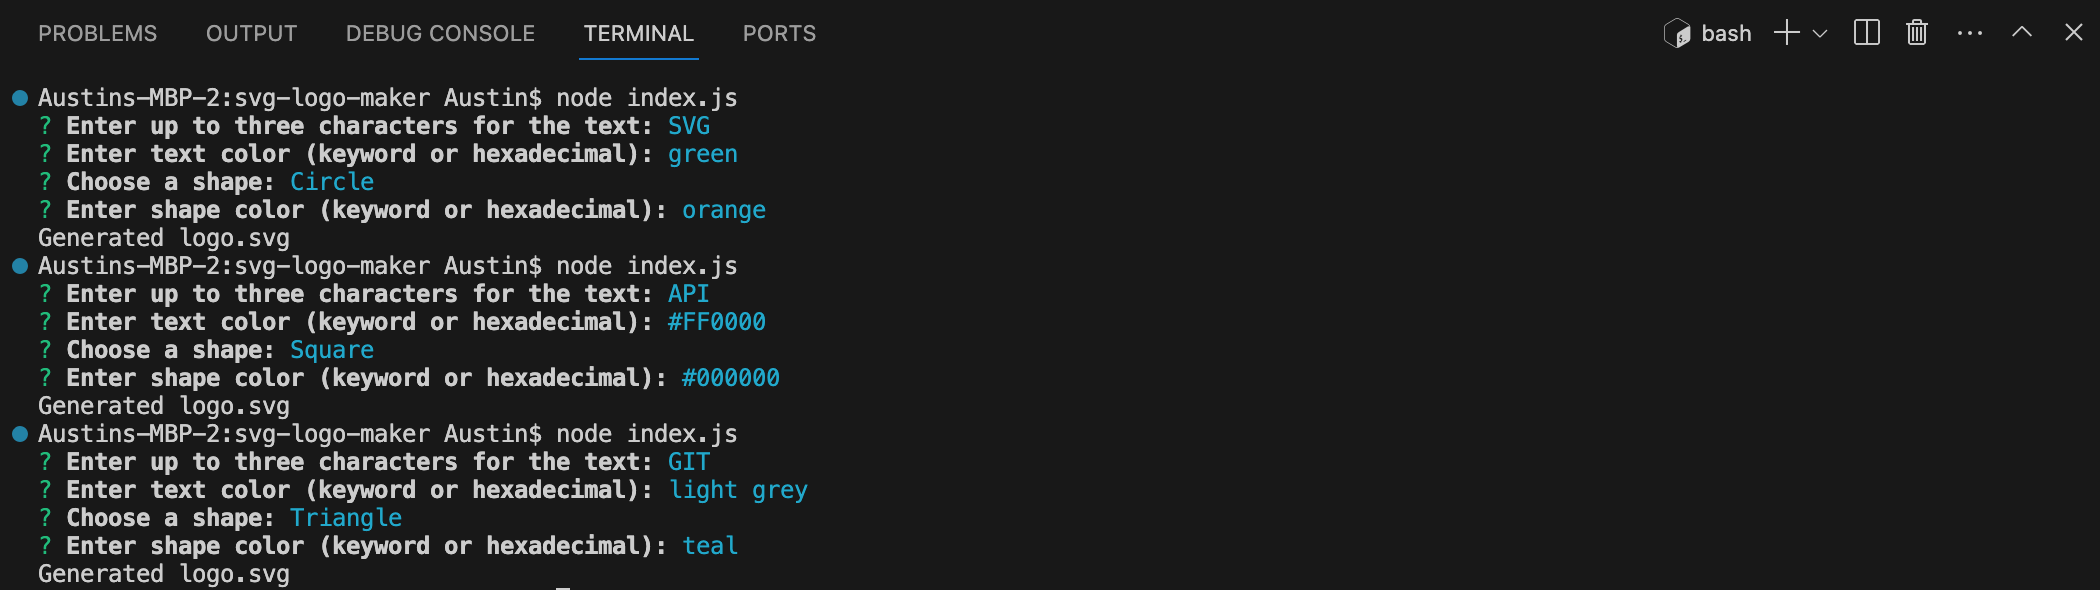 PROBLEMS OUTPUT DEBUG CONSOLE TERMINAL PORTS bash
Austins-MBP-2:svg-logo-maker Austin$ node index.js
? Enter up to three characters for the text: SVG
? Enter text color (keyword or hexadecimal): green
? Choose a shape: Circle
? Enter shape color (keyword or hexadecimal): orange
Generated logo.svg
Austins-MBP-2:svg-logo-maker Austin$ node index.js
? Enter up to three characters for the text: API
? Enter text color (keyword or hexadecimal): #FF0000
? Choose a shape: Square
? Enter shape color (keyword or hexadecimal): #000000
Generated logo.svg
Austins-MBP-2:svg-logo-maker Austin$ node index.js
? Enter up to three characters for the text: GIT
? Enter text color (keyword or hexadecimal): light grey
? Choose a shape: Triangle
? Enter shape color (keyword or hexadecimal): teal
Generated logo.svg